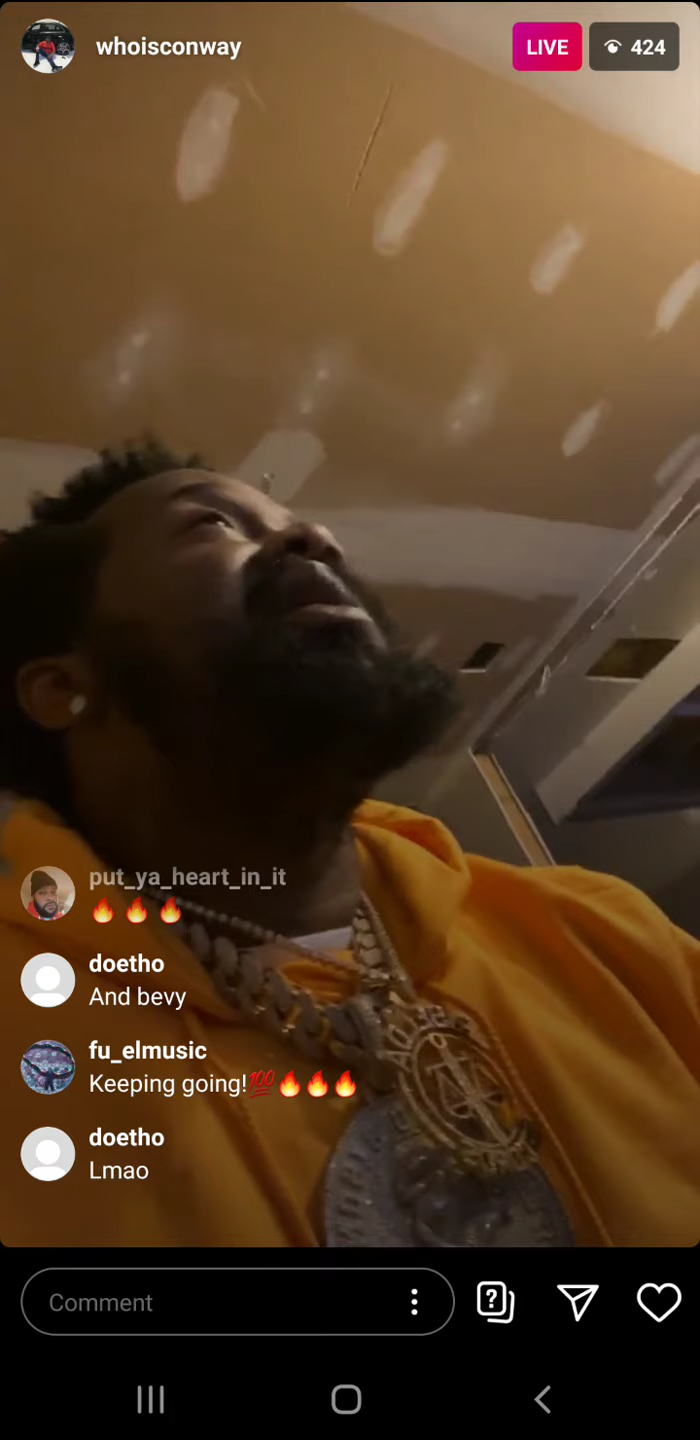 whoisconway
LIVE
424
put_ya_heart_in_it
🔥 🔥 🔥
doetho
And bevy
fu_elmusic
Keeping going!💯🔥🔥🔥
doetho
Lmao
Comment